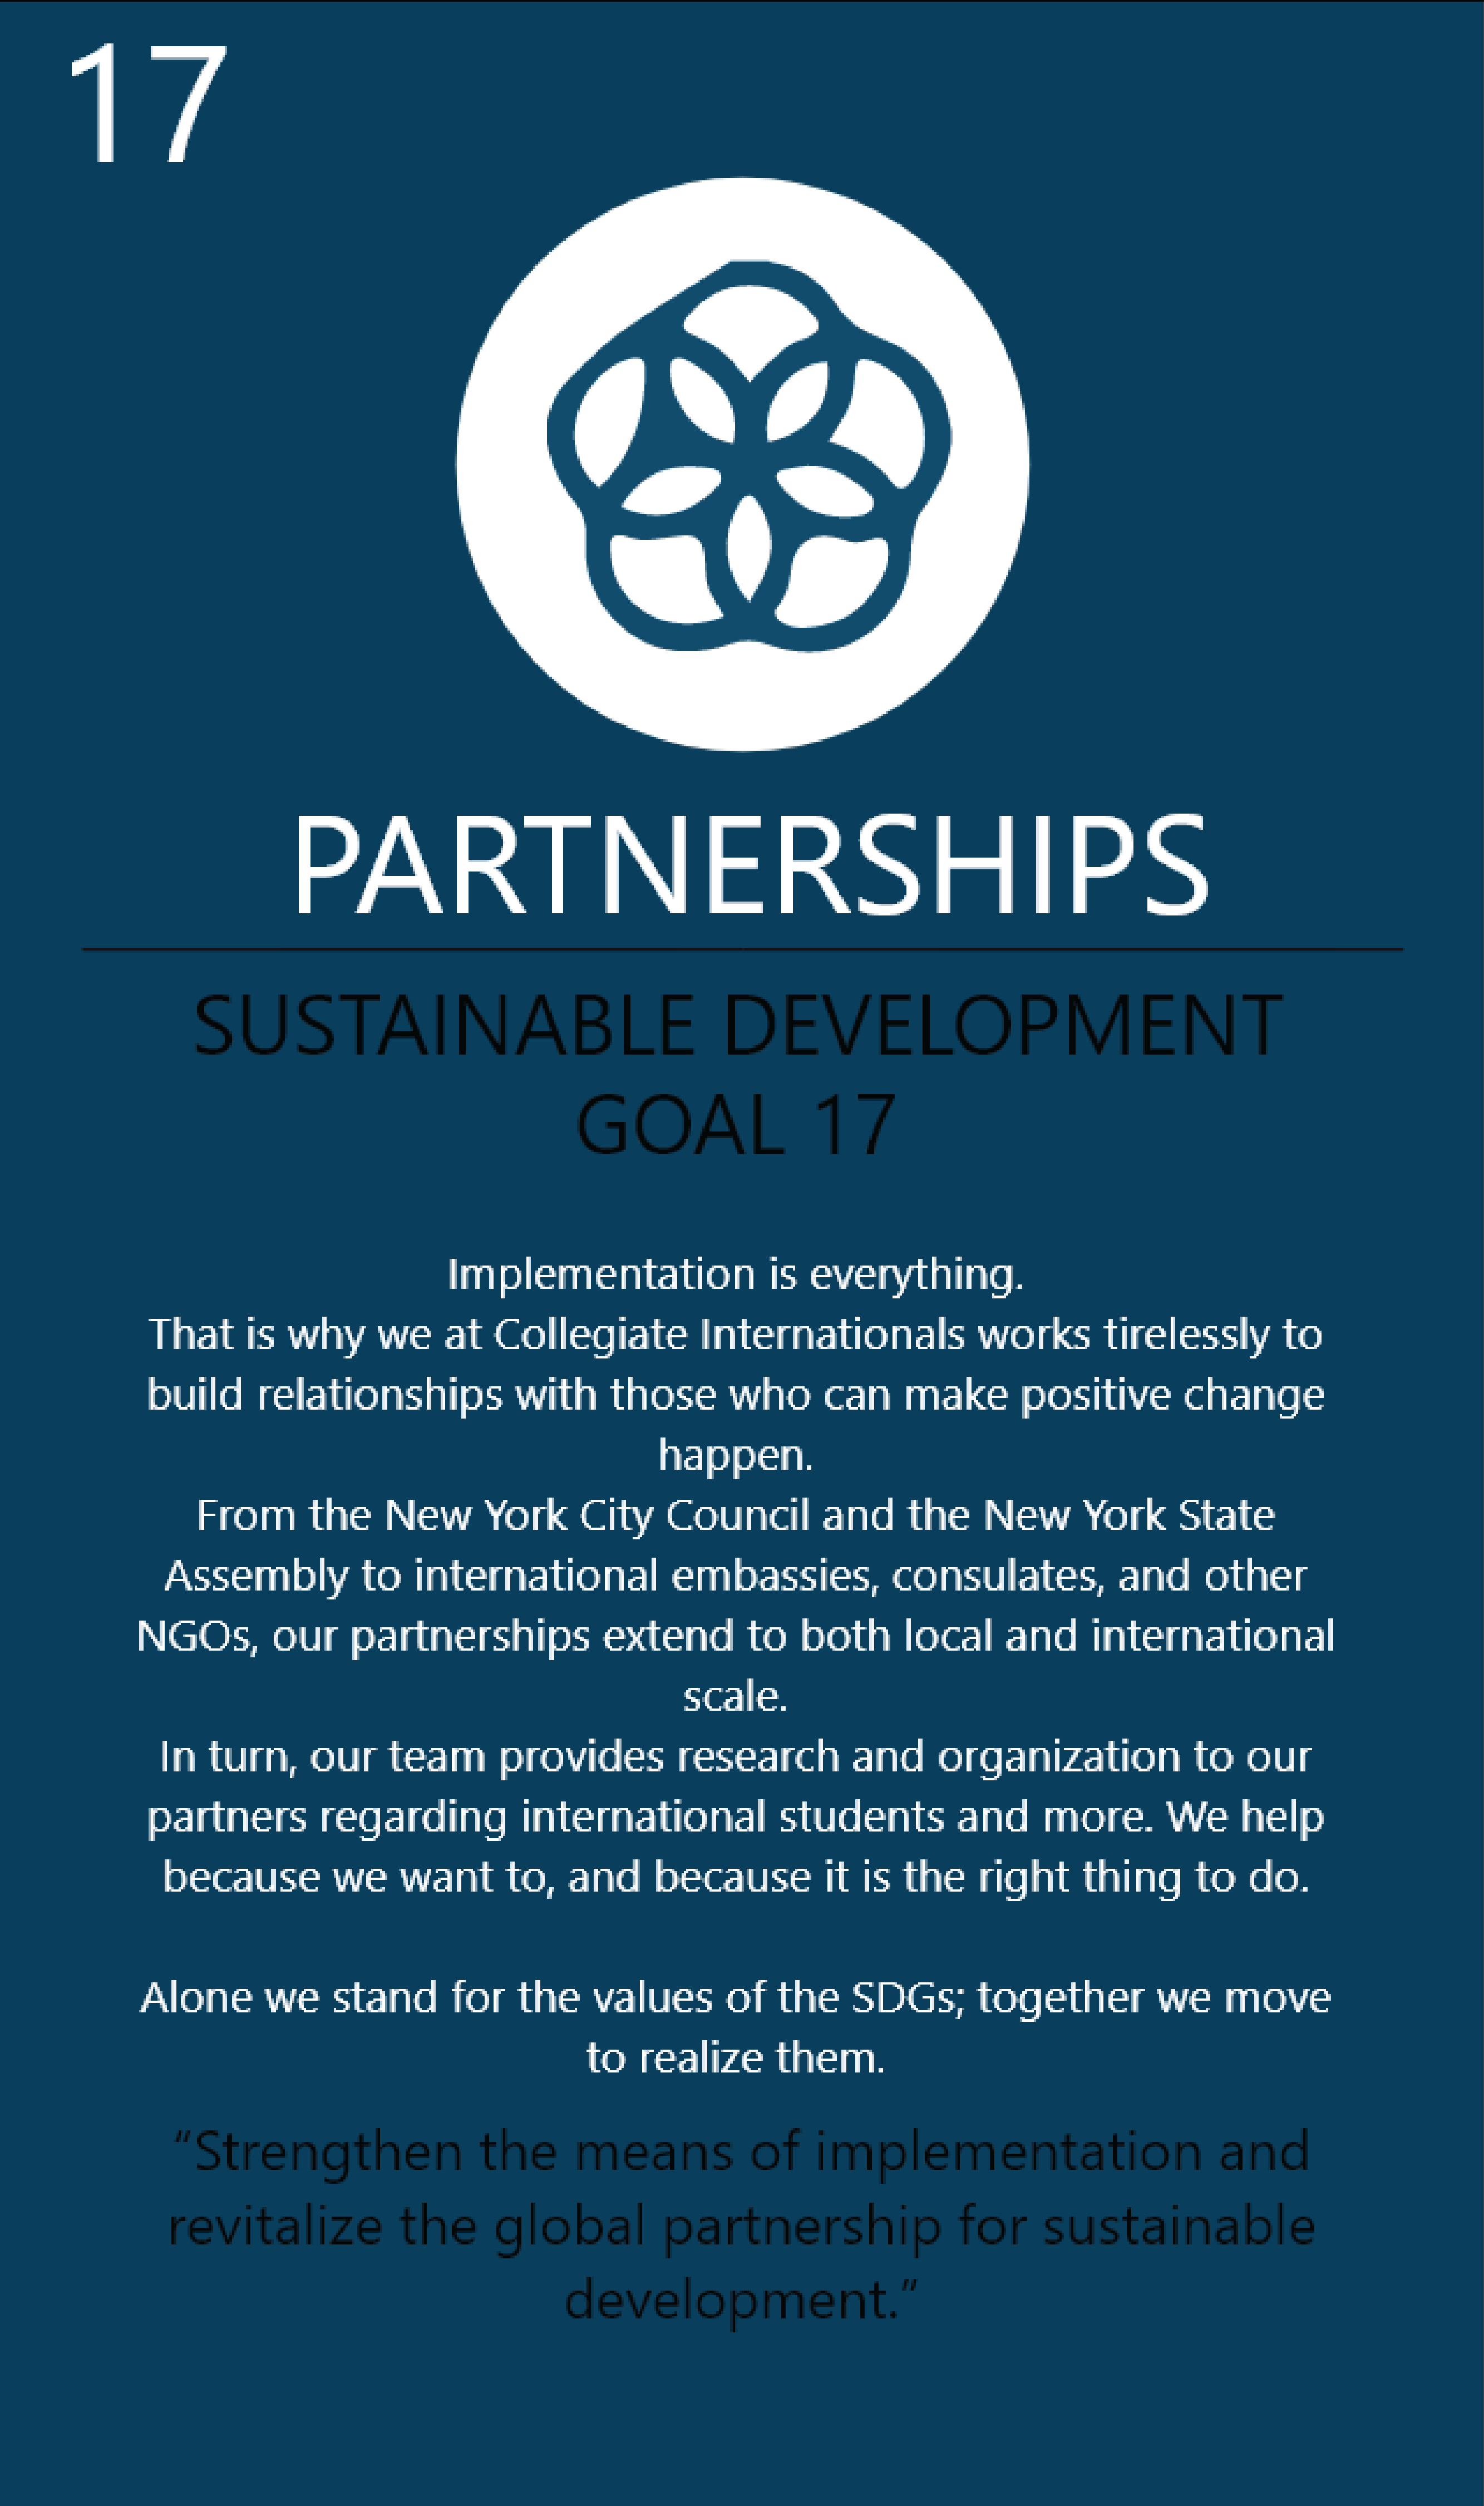 17
PARTNERSHIPS
SUSTAINABLE DEVELOPMENT
GOAL 17
Implementation is everything.
That is why we at Collegiate Internationals works tirelessly to
build relationships with those who can make positive change
happen.
From the New York City Council and the New York State
Assembly to international embassies, consulates, and other
NGOs, our partnerships extend to both local and international
scale.
In turn, our team provides research and organization to our
partners regarding international students and more. We help
because we want to, and because it is the right thing to do.
Alone we stand for the values of the SDGs; together we move
to realize them.
“Strengthen the means of implementation and
revitalize the global partnership for sustainable
development.”